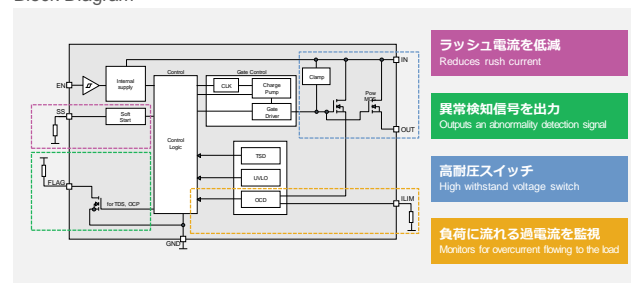 Block Diagram
IN
Control
Gate Control
Clamp
EN
Internal
supply
CLK
Charge
Pump
Pow
MOS
SS
Soft
Start
Gate
Driver
OUT
Control
Logic
TSD
FLAG
UVLO
for TDS, OCP
OCD
ILIM
GND
ラッシュ電流を低減
Reduces rush current
異常検知信号を出力
Outputs an abnormality detection signal
高耐圧スイッチ
High withstand voltage switch
負荷に流れる過電流を監視
Monitors for overcurrent flowing to the load